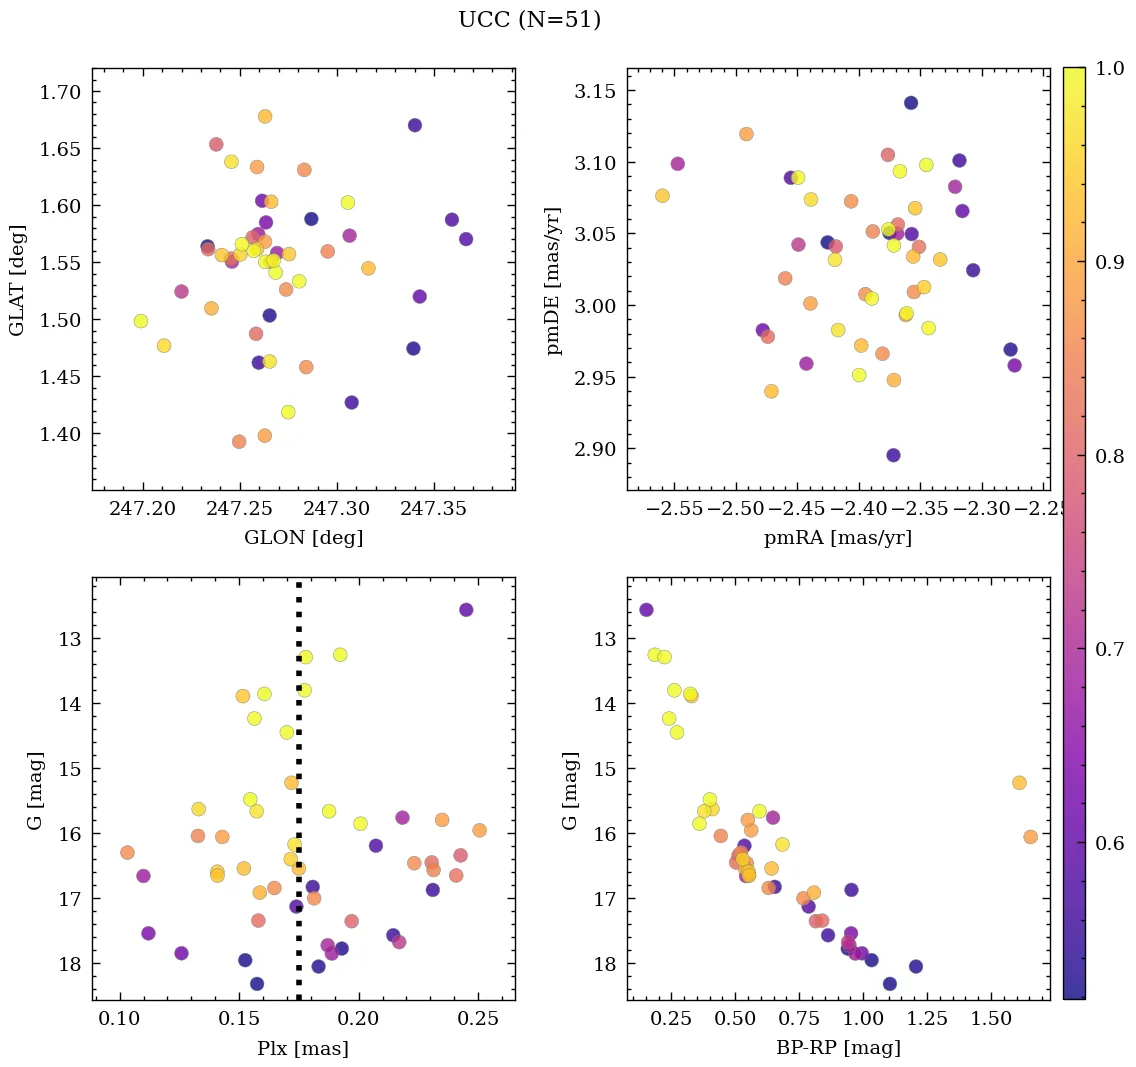 UCC (N=51)
1.70
1.65
1.60
1.55
1.50
1.45
1.40
GLAT [deg]
247.20 247.25 247.30 247.35
GLON [deg]
3.15
3.10
3.05
3.00
2.95
2.90
pmDE [mas/yr]
−2.55 −2.50 −2.45 −2.40 −2.35 −2.30 −2.25
pmRA [mas/yr]
1.0
0.9
0.8
0.7
0.6
13
14
15
16
17
18
G [mag]
0.10 0.15 0.20 0.25
Plx [mas]
13
14
15
16
17
18
G [mag]
0.25 0.50 0.75 1.00 1.25 1.50
BP-RP [mag]